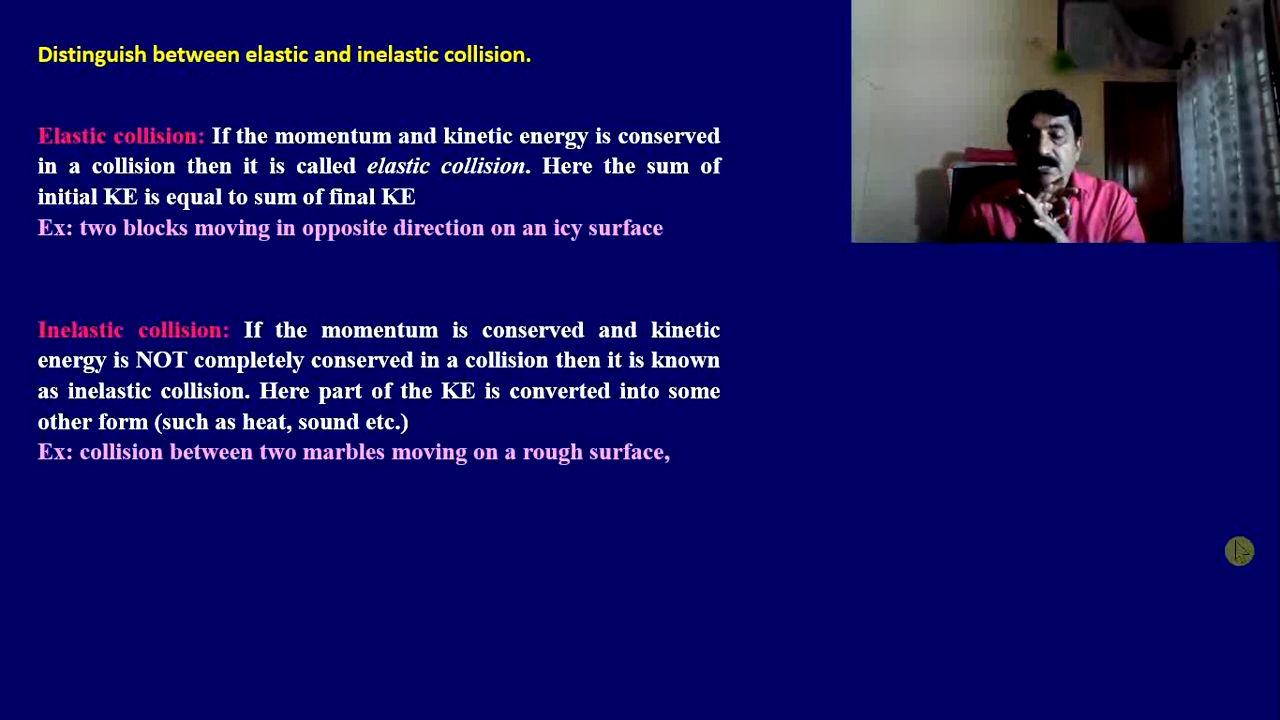 Distinguish between elastic and inelastic collision.
Elastic collision: If the momentum and kinetic energy is conserved
in a collision then it is called elastic collision. Here the sum of
initial KE is equal to sum of final KE
Ex: two blocks moving in opposite direction on an icy surface
Inelastic collision: If the momentum is conserved and kinetic
energy is NOT completely conserved in a collision then it is known
as inelastic collision. Here part of the KE is converted into some
other form (such as heat, sound etc.)
Ex: collision between two marbles moving on a rough surface,